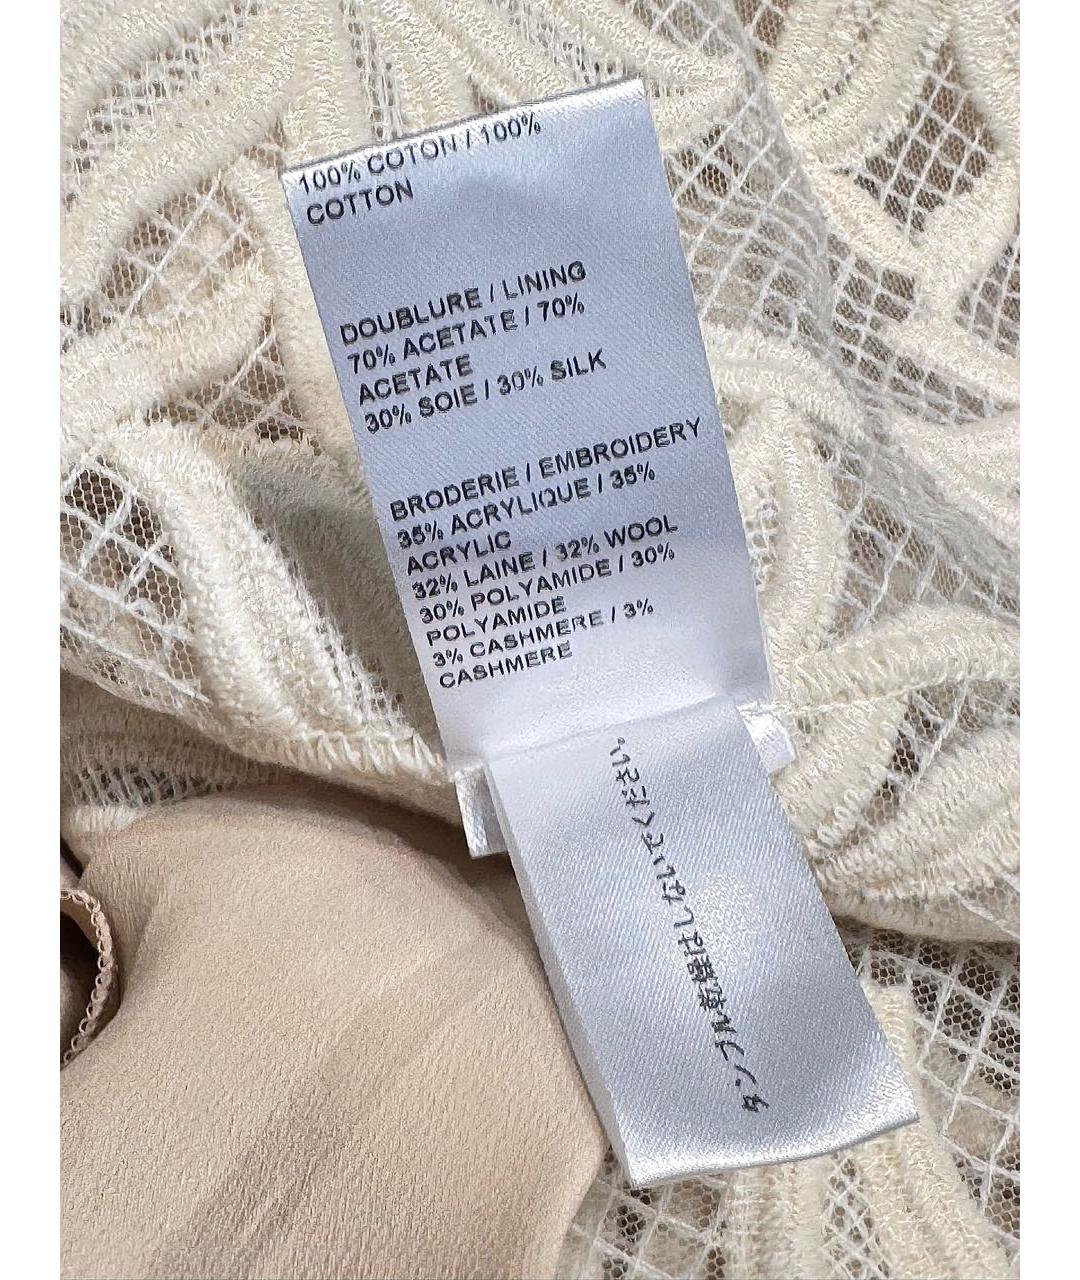 100% COTON / 100%
COTTON
DOUBLURE / LINING
70% ACETATE / 70%
ACETATE
30% SOIE / 30% SILK
BRODERIE / EMBROIDERY
35% ACRYLIQUE / 35%
ACRYLIC
32% LAINE / 32% WOOL
30% POLYAMIDE / 30%
POLYAMIDE
3% CASHMERE / 3%
CASHMERE
タンブル乾燥はしないでください。